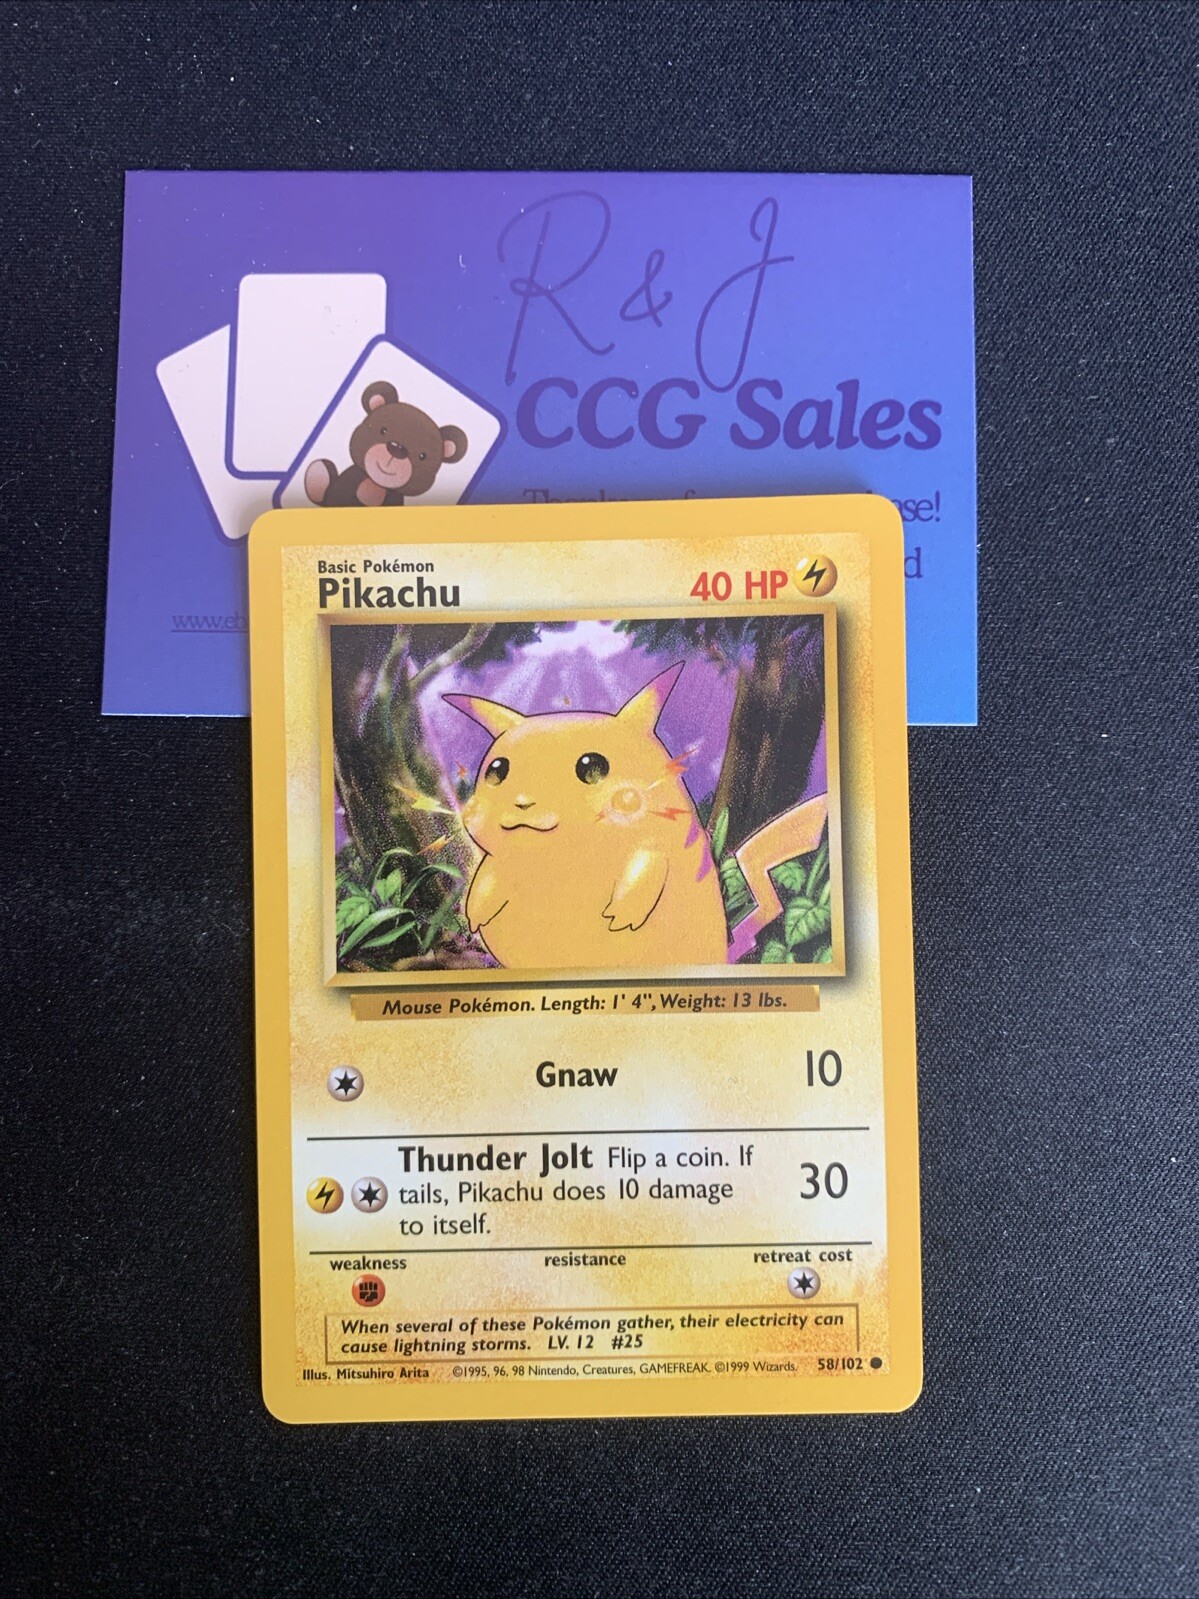 R & J
CCG Sales
ase!
d
www.eb
Basic Pokémon
Pikachu
40 HP
Mouse Pokémon. Length: 1' 4", Weight: 13 lbs.
Gnaw 10
Thunder Jolt Flip a coin. If
tails, Pikachu does 10 damage
to itself.
30
weakness resistance retreat cost
When several of these Pokémon gather, their electricity can
cause lightning storms. LV. 12 #25
Illus. Mitsuhiro Arita ©1995, 96, 98 Nintendo, Creatures, GAMEFREAK. ©1999 Wizards. 58/102